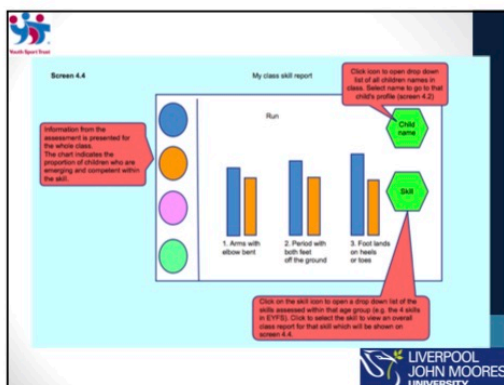 Youth Sport Trust
Screen 4.4
My class skill report
Click icon to open drop down
list of all children names in
class. Select name to go to that
child's profile (screen 4.2)
Information from the
assessment is presented for
the whole class.
The chart indicates the
proportion of children who are
emerging and competent within
the skill.
Run
Child
name
Skill
1. Arms with
elbow bent
2. Period with
both feet
off the ground
3. Foot lands
on heels
or toes
Click on the skill icon to open a drop down list of the
skills assessed within that age group (e.g. the 4 skills
in EYFS). Click to select the skill to view an overall
class report for that skill which will be shown on
screen 4.4.
LIVERPOOL
JOHN MOORES
UNIVERSITY